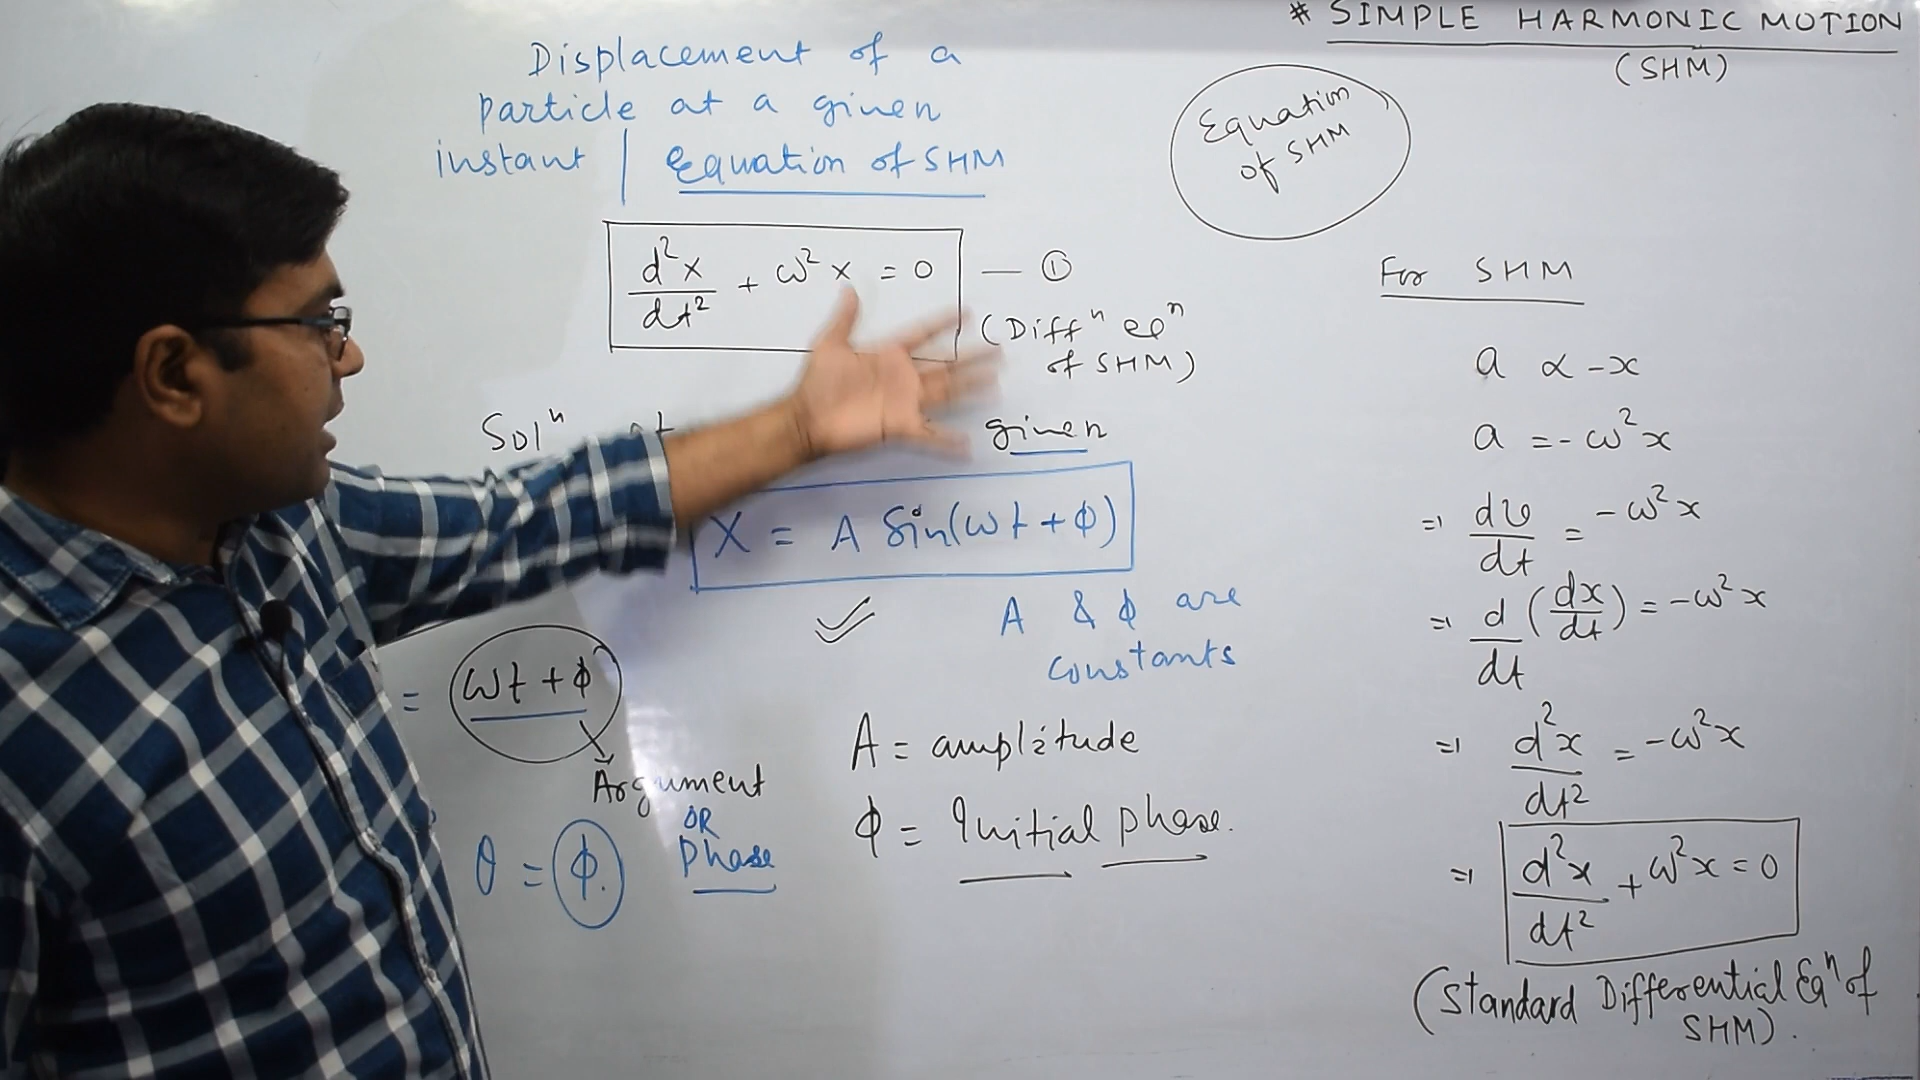 # SIMPLE HARMONIC MOTION
(SHM)
Displacement of a
particle at a given
instant | Equation of SHM
Equation
of SHM
d²x/dt² + ω²x = 0 — ①
(Diffⁿ eqⁿ
of SHM)
Solⁿ given
X = A Sin(ωt + ϕ)
A & ϕ are
constants
= ωt + ϕ
Argument
OR
Phase
θ = ϕ.
A = amplitude
ϕ = Initial phase.
For SHM
a ∝ -x
a = -ω²x
⇒ dv/dt = -ω²x
⇒ d/dt (dx/dt) = -ω²x
⇒ d²x/dt² = -ω²x
⇒ d²x/dt² + ω²x = 0
(Standard Differential Eqⁿ of
SHM).